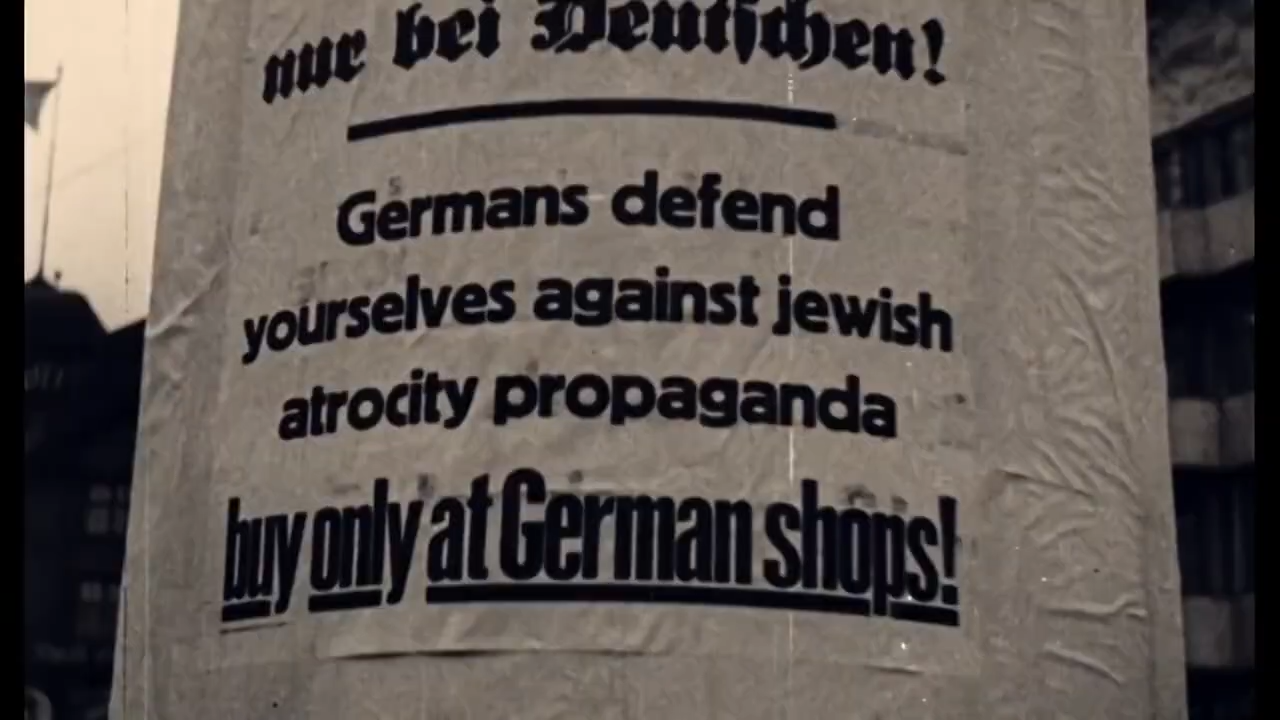 nur bei Deutschen!
Germans defend
yourselves against jewish
atrocity propaganda
buy only at German shops!